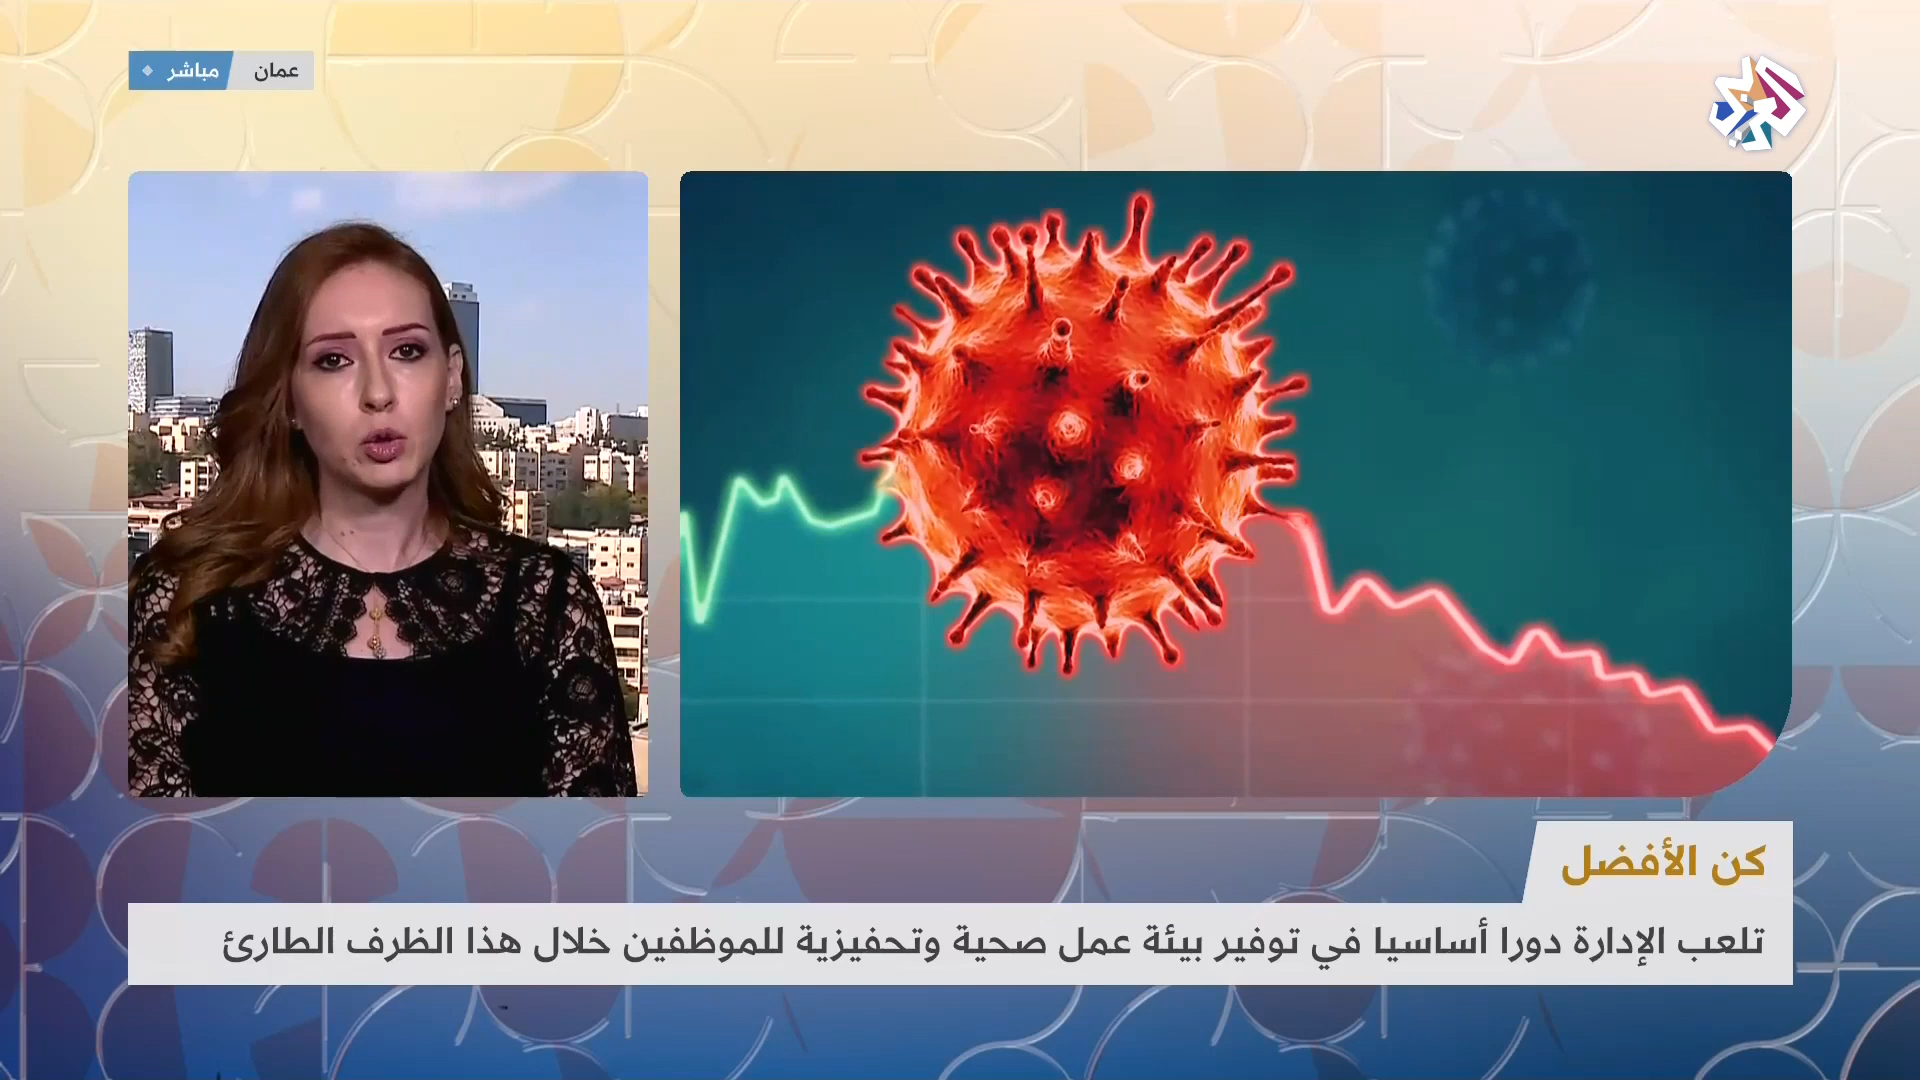 عمان مباشر
العربي
كن الأفضل
تلعب الإدارة دورا أساسيا في توفير بيئة عمل صحية وتحفيزية للموظفين خلال هذا الظرف الطارئ